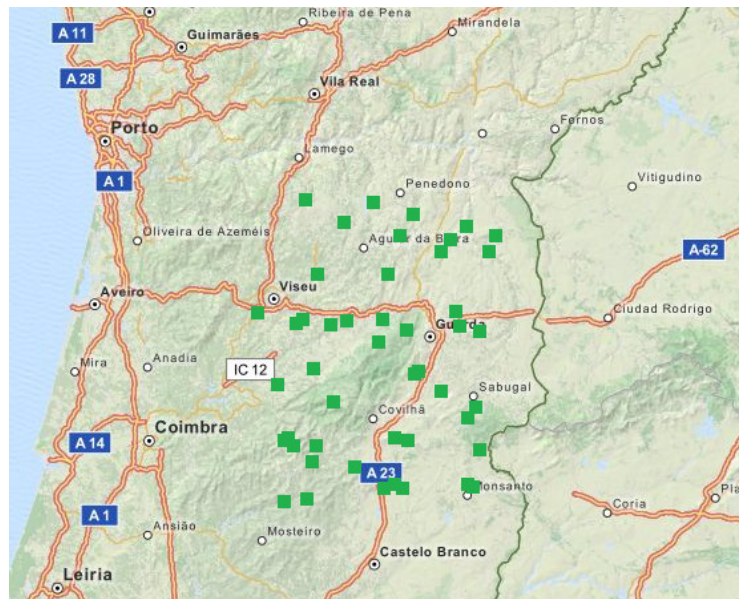 Ribeira de Pena
Mirandela
A 11
Guimarães
A 28
Vila Real
Porto
Fornos
Lamego
A 1
Penedono
Vitigudino
Oliveira de Azeméis
Aguiar da Beira
A-62
Viseu
Aveiro
Ciudad Rodrigo
Guarda
Mira
Anadia
IC 12
Sabugal
Covilhã
Coimbra
A 14
A 23
Monsanto
A 1
Coria
Ansião
Mosteiro
Castelo Branco
Leiria